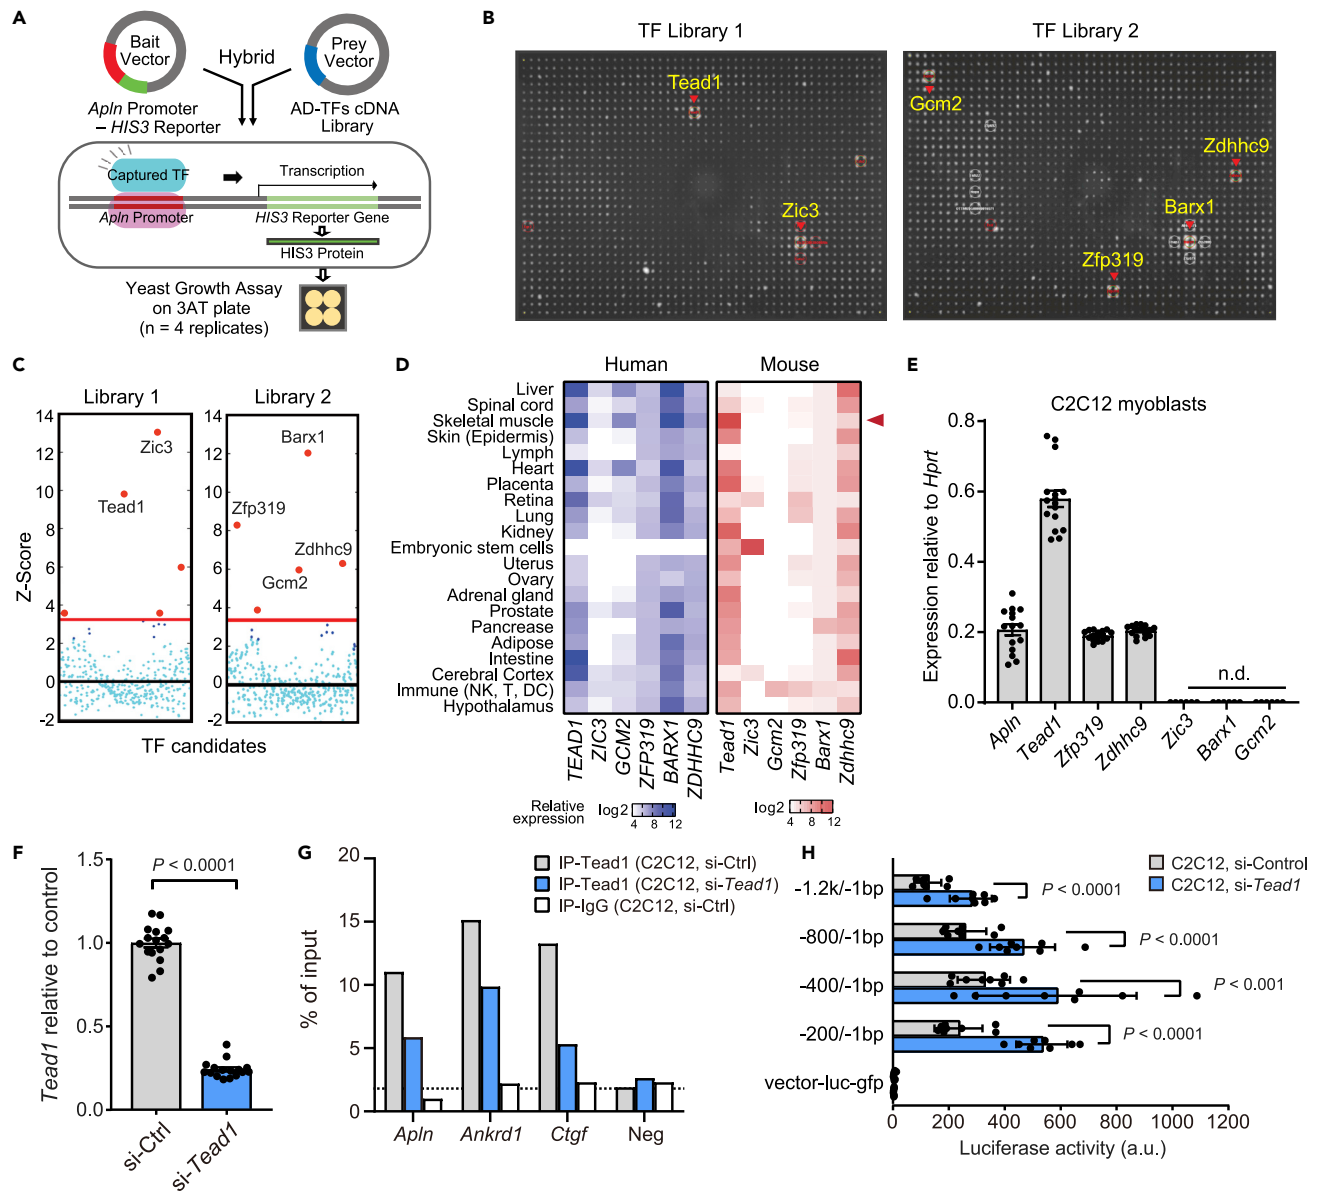 A
Bait
Vector
Hybrid
Prey
Vector
Apln Promoter
– HIS3 Reporter
AD-TFs cDNA
Library
Captured TF
Transcription
Apln Promoter
HIS3 Reporter Gene
HIS3 Protein
Yeast Growth Assay
on 3AT plate
(n = 4 replicates)
B
TF Library 1
TF Library 2
Tead1
Zic3
Gcm2
Zdhhc9
Barx1
Zfp319
C
Library 1
Library 2
Z-Score
14
12
10
8
6
4
2
0
-2
Zic3
Tead1
14
12
10
8
6
4
2
0
-2
Barx1
Zfp319
Zdhhc9
Gcm2
TF candidates
D
Human
Mouse
Liver
Spinal cord
Skeletal muscle
Skin (Epidermis)
Lymph
Heart
Placenta
Retina
Lung
Kidney
Embryonic stem cells
Uterus
Ovary
Adrenal gland
Prostate
Pancrease
Adipose
Intestine
Cerebral Cortex
Immune (NK, T, DC)
Hypothalamus
TEAD1
ZIC3
GCM2
ZFP319
BARX1
ZDHHC9
Tead1
Zic3
Gcm2
Zfp319
Barx1
Zdhhc9
Relative
expression
log2
4 8 12
log2
4 8 12
E
C2C12 myoblasts
Expression relative to Hprt
0.8
0.6
0.4
0.2
0.0
n.d.
Apln
Tead1
Zfp319
Zdhhc9
Zic3
Barx1
Gcm2
F
Tead1 relative to control
1.5
1.0
0.5
0.0
P < 0.0001
si-Ctrl
si-Tead1
G
% of input
20
15
10
5
0
IP-Tead1 (C2C12, si-Ctrl)
IP-Tead1 (C2C12, si-Tead1)
IP-IgG (C2C12, si-Ctrl)
Apln
Ankrd1
Ctgf
Neg
H
C2C12, si-Control
C2C12, si-Tead1
-1.2k/-1bp
P < 0.0001
-800/-1bp
P < 0.0001
-400/-1bp
P < 0.001
-200/-1bp
P < 0.0001
vector-luc-gfp
0 200 400 600 800 1000 1200
Luciferase activity (a.u.)